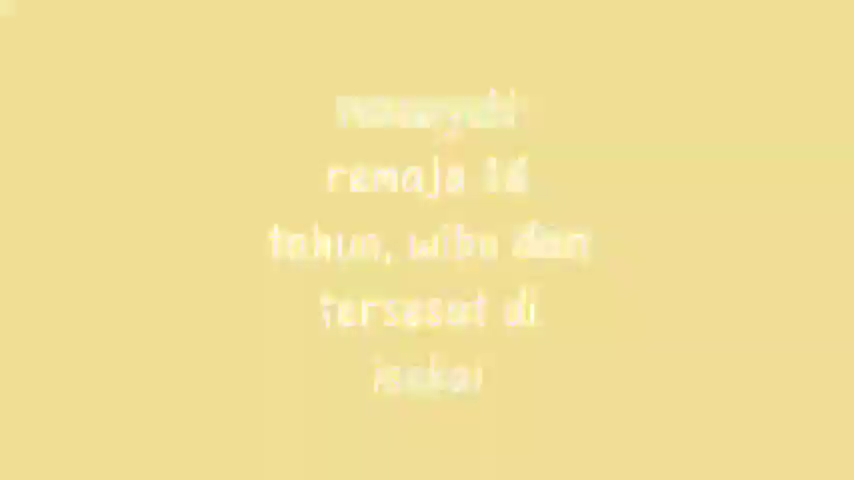 remaja 16
tahun, wibu dan
tersesat di
isekai